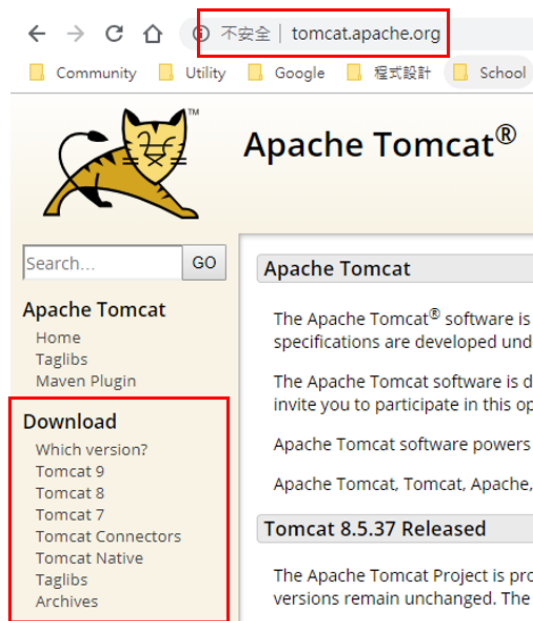 不安全 | tomcat.apache.org
Community Utility Google 程式設計 School
TM
Apache Tomcat®
Search... GO
Apache Tomcat
Home
Taglibs
Maven Plugin
Download
Which version?
Tomcat 9
Tomcat 8
Tomcat 7
Tomcat Connectors
Tomcat Native
Taglibs
Archives
Apache Tomcat
The Apache Tomcat® software is
specifications are developed und
The Apache Tomcat software is d
invite you to participate in this op
Apache Tomcat software powers
Apache Tomcat, Tomcat, Apache,
Tomcat 8.5.37 Released
The Apache Tomcat Project is pro
versions remain unchanged. The